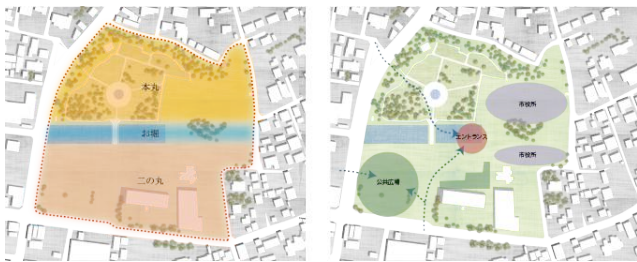 本丸
お堀
二の丸
市役所
エントランス
市役所
公共広場